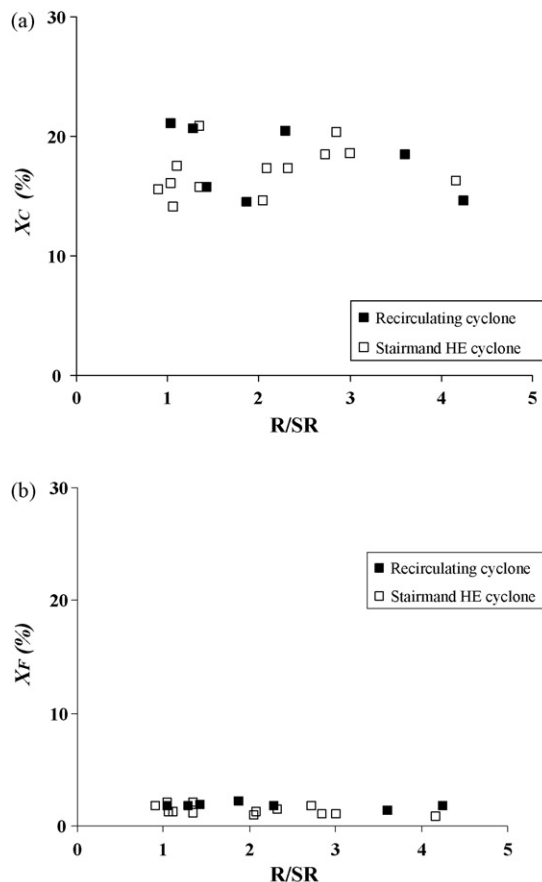 (a)
30
20
10
0
Xc (%)
Recirculating cyclone
Stairmand HE cyclone
1 2 3 4 5
R/SR
(b)
30
20
10
0
XF (%)
Recirculating cyclone
Stairmand HE cyclone
0 1 2 3 4 5
R/SR